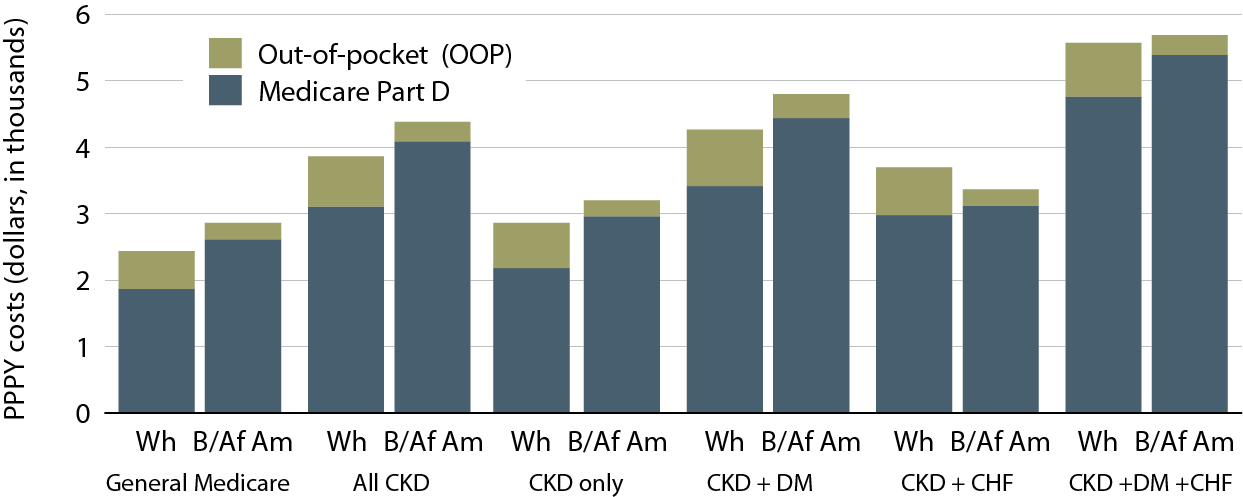 PPPY costs (dollars, in thousands)
6
5
4
3
2
1
0
Out-of-pocket (OOP)
Medicare Part D
Wh B/Af Am Wh B/Af Am Wh B/Af Am Wh B/Af Am Wh B/Af Am Wh B/Af Am
General Medicare All CKD CKD only CKD + DM CKD + CHF CKD +DM +CHF